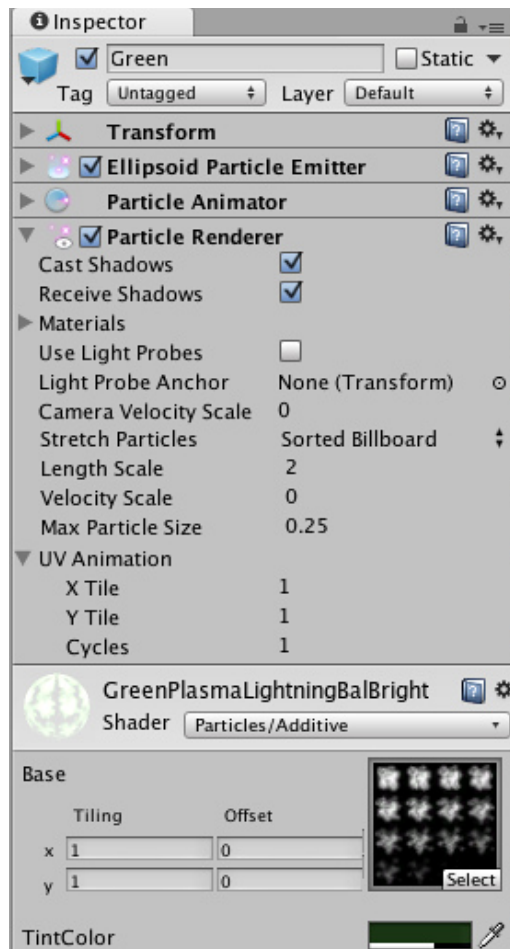 Inspector
Green Static
Tag Untagged Layer Default
Transform
Ellipsoid Particle Emitter
Particle Animator
Particle Renderer
Cast Shadows
Receive Shadows
Materials
Use Light Probes
Light Probe Anchor None (Transform)
Camera Velocity Scale 0
Stretch Particles Sorted Billboard
Length Scale 2
Velocity Scale 0
Max Particle Size 0.25
UV Animation
X Tile 1
Y Tile 1
Cycles 1
GreenPlasmaLightningBalBright
Shader Particles/Additive
Base
Tiling Offset
x 1 0
y 1 0
Select
TintColor